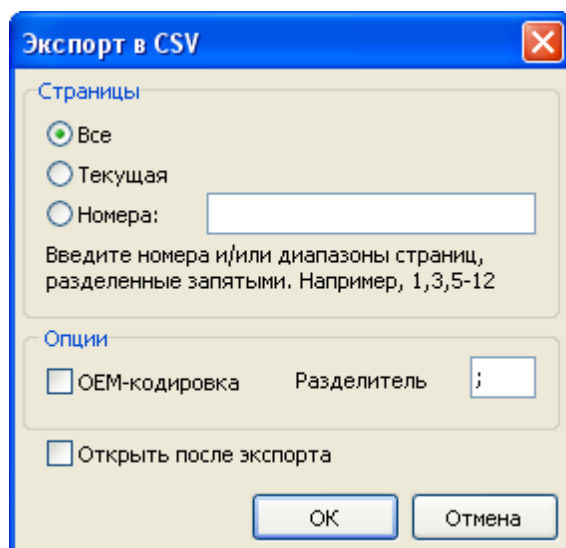 Экспорт в CSV
Страницы
Все
Текущая
Номера:
Введите номера и/или диапазоны страниц,
разделенные запятыми. Например, 1,3,5-12
Опции
OEM-кодировка Разделитель ;
Открыть после экспорта
ОК Отмена